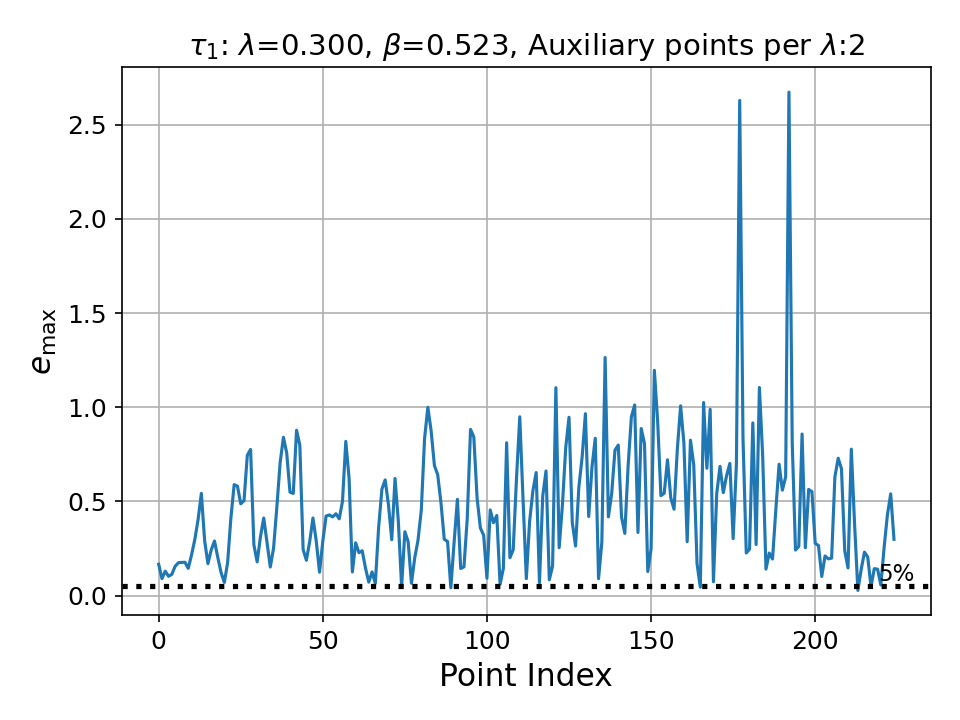 τ₁: λ=0.300, β=0.523, Auxiliary points per λ:2
2.5
2.0
1.5
1.0
0.5
0.0
e_max
5%
0 50 100 150 200
Point Index